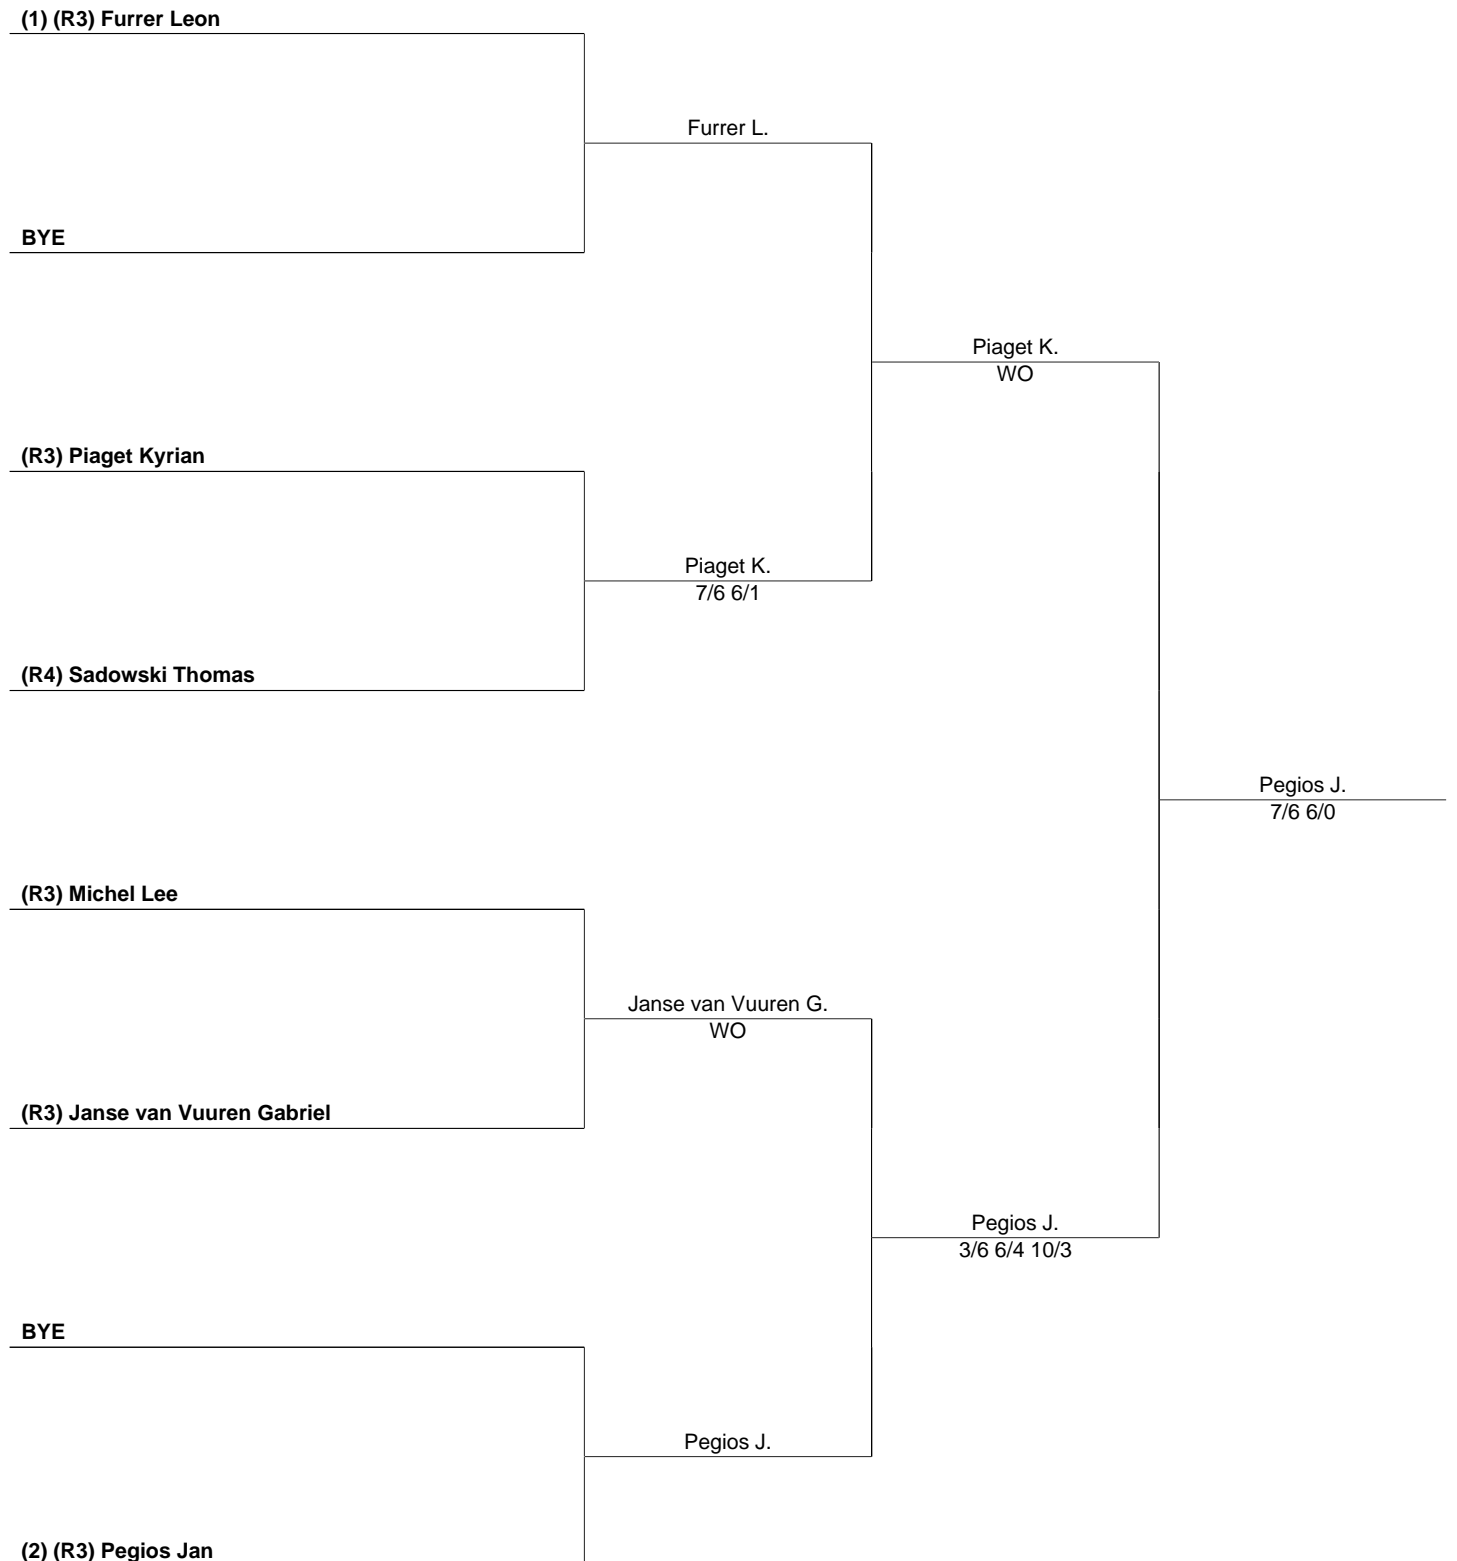 (1) (R3) Furrer Leon
Furrer L.
BYE
Piaget K.
WO
(R3) Piaget Kyrian
Piaget K.
7/6 6/1
(R4) Sadowski Thomas
Pegios J.
7/6 6/0
(R3) Michel Lee
Janse van Vuuren G.
WO
(R3) Janse van Vuuren Gabriel
Pegios J.
3/6 6/4 10/3
BYE
Pegios J.
(2) (R3) Pegios Jan